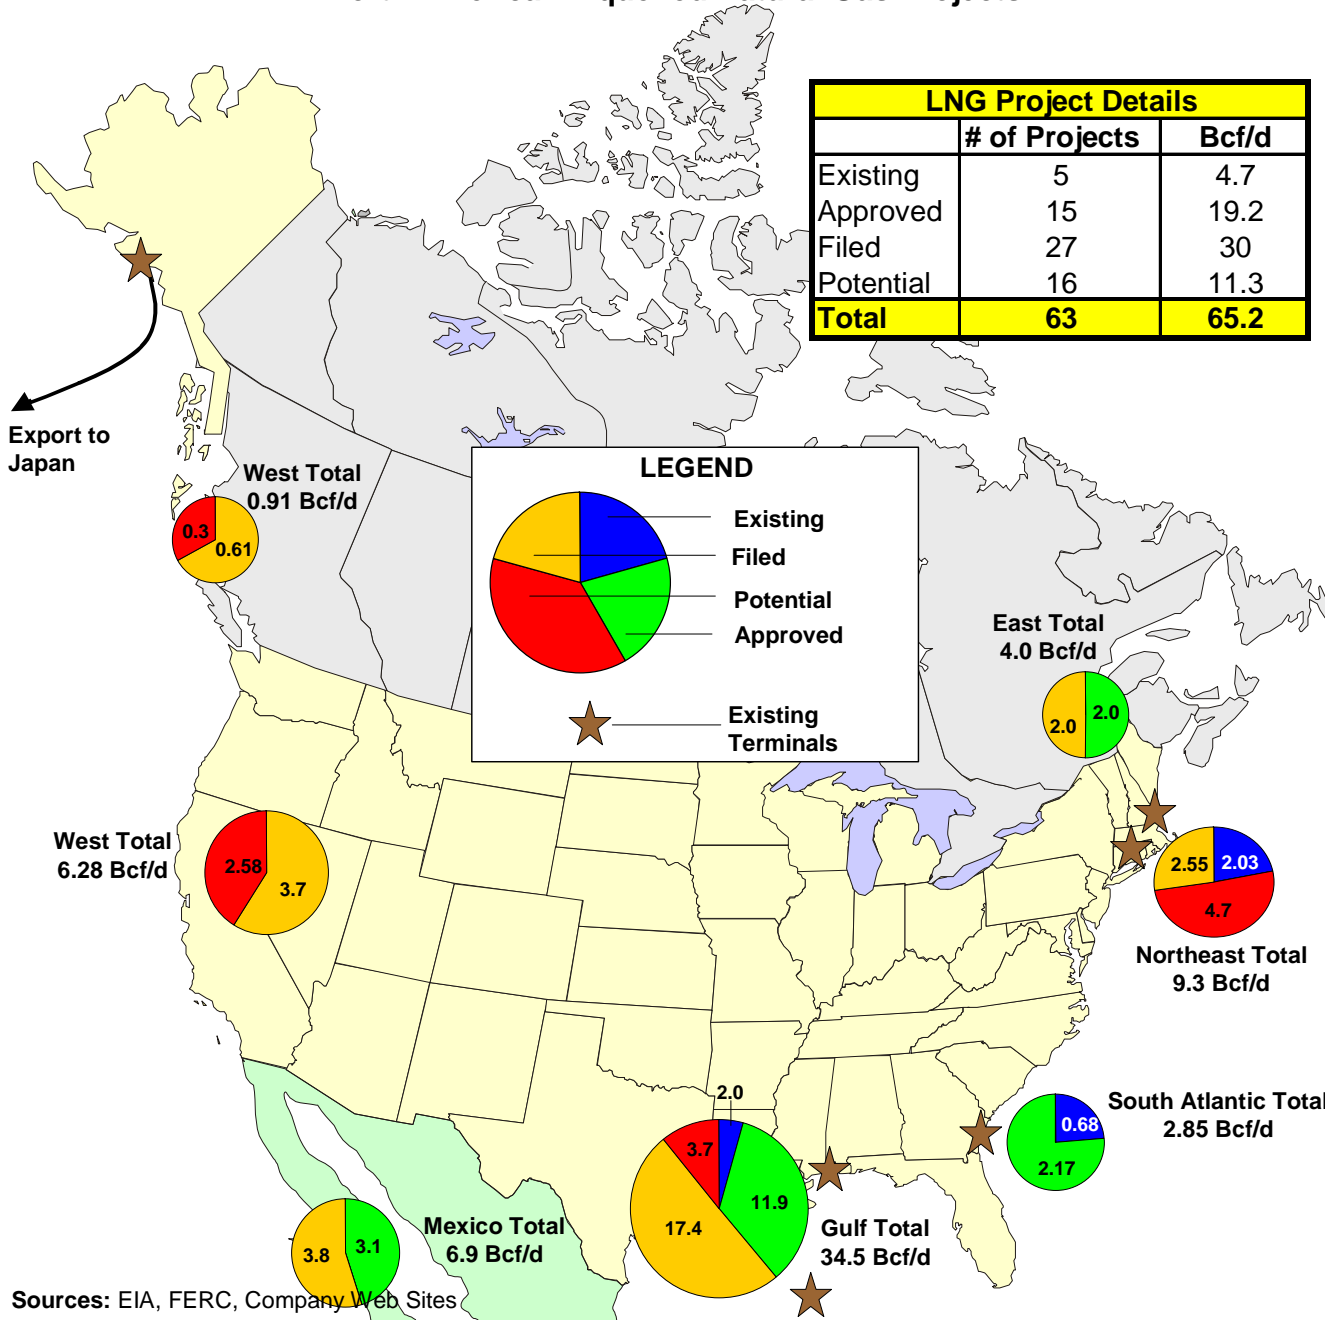 LNG Project Details
# of Projects Bcf/d
Existing 5 4.7
Approved 15 19.2
Filed 27 30
Potential 16 11.3
Total 63 65.2
Export to
Japan
West Total
0.91 Bcf/d
0.3
0.61
LEGEND
Existing
Filed
Potential
Approved
Existing
Terminals
East Total
4.0 Bcf/d
2.0
2.0
West Total
6.28 Bcf/d
2.58
3.7
2.55
2.03
4.7
Northeast Total
9.3 Bcf/d
South Atlantic Total
2.85 Bcf/d
0.68
2.17
2.0
3.7
11.9
17.4
Gulf Total
34.5 Bcf/d
Mexico Total
6.9 Bcf/d
3.8
3.1
Sources: EIA, FERC, Company Web Sites